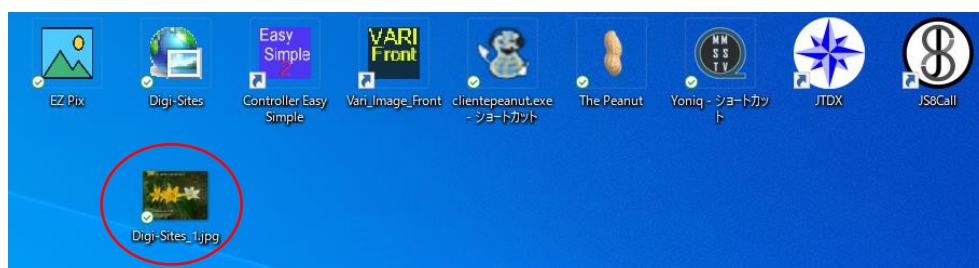 Easy
Simple
2
VARI
Front
MM
SS
TV
EZ Pix
Digi-Sites
Controller Easy
Simple
Vari_Image_Front
clientepeanut.exe
- ショートカット
The Peanut
Yoniq - ショートカッ
ト
JTDX
JS8Call
Digi-Sites_1.jpg